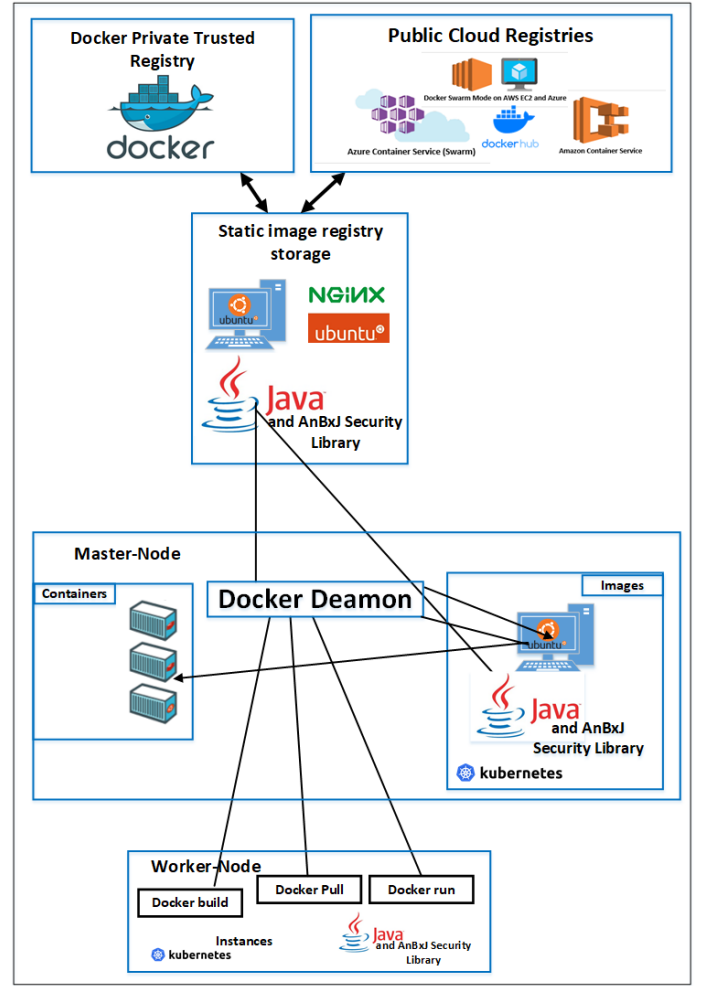 Docker Private Trusted
Registry
docker
Public Cloud Registries
Docker Swarm Mode on AWS EC2 and Azure
Azure Container Service (Swarm)
dockerhub
Amazon Container Service
Static image registry
storage
ubuntu
NGINX
ubuntu
Java
and AnBxJ Security
Library
Master-Node
Containers
Docker Deamon
Images
ubuntu
Java
and AnBxJ
Security Library
kubernetes
Worker-Node
Docker build
Docker Pull
Docker run
Instances
kubernetes
Java
and AnBxJ Security
Library